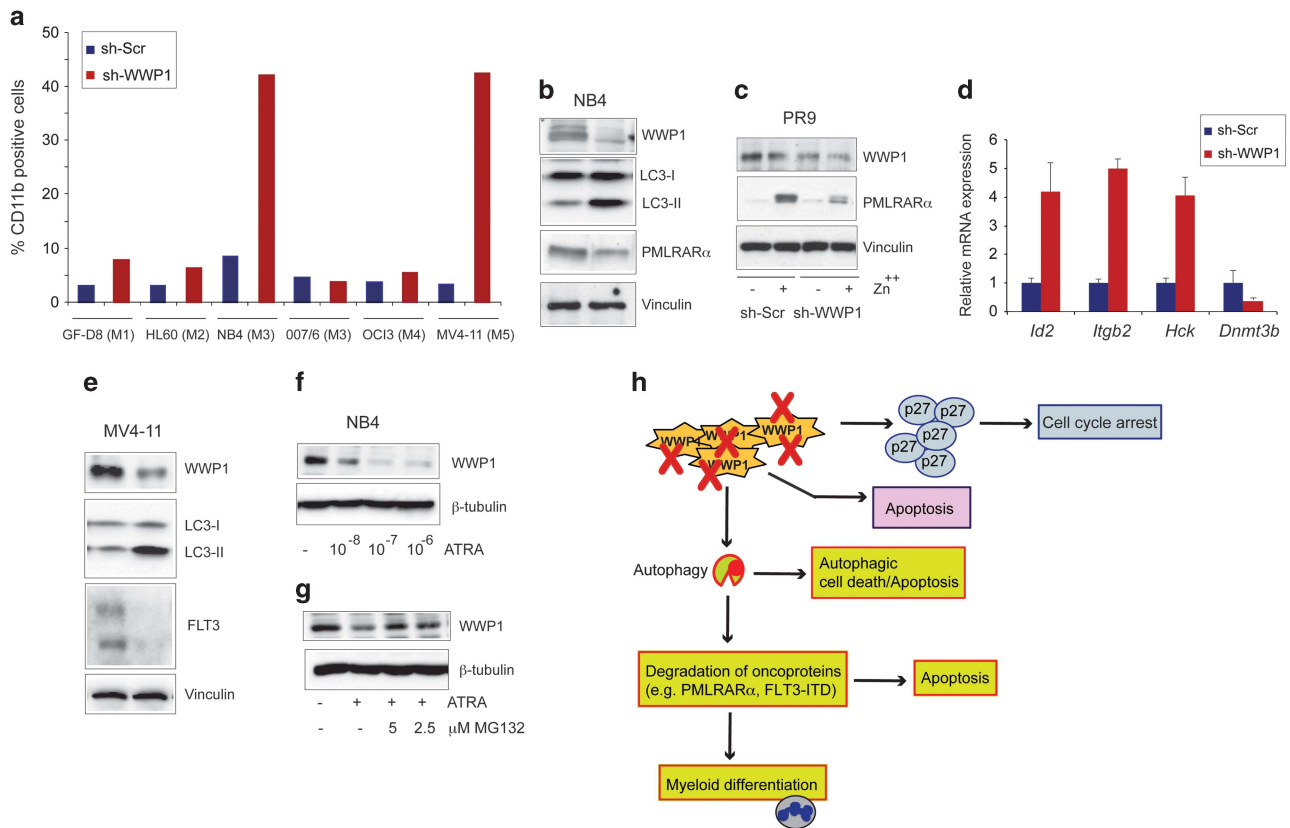 a
50
40
30
20
10
0
% CD11b positive cells
sh-Scr
sh-WWP1
GF-D8 (M1) HL60 (M2) NB4 (M3) 007/6 (M3) OCI3 (M4) MV4-11 (M5)
b
NB4
WWP1
LC3-I
LC3-II
PMLRARα
Vinculin
c
PR9
WWP1
PMLRARα
Vinculin
- + - + Zn++
sh-Scr sh-WWP1
d
sh-Scr
sh-WWP1
Relative mRNA expression
6
5
4
3
2
1
0
Id2 Itgb2 Hck Dnmt3b
e
MV4-11
WWP1
LC3-I
LC3-II
FLT3
Vinculin
f
NB4
WWP1
β-tubulin
- 10-8 10-7 10-6 ATRA
g
WWP1
β-tubulin
- + + + ATRA
- - 5 2.5 μM MG132
h
WWP1 WWP1 WWP1
WWP1
p27 p27
p27
p27 p27
Cell cycle arrest
Apoptosis
Autophagy
Autophagic
cell death/Apoptosis
Degradation of oncoproteins
(e.g. PMLRARα, FLT3-ITD)
Apoptosis
Myeloid differentiation